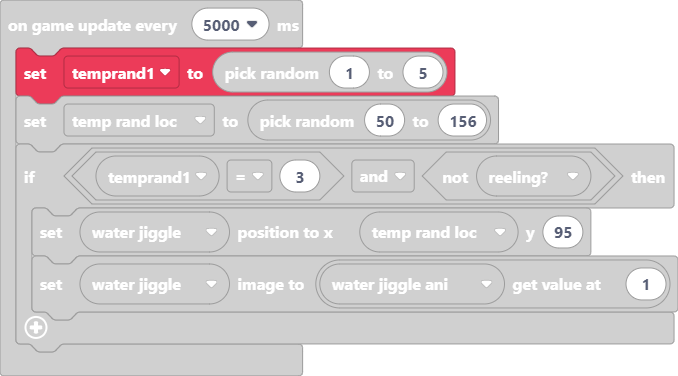 on game update every 5000 ms
set temprand1 to pick random 1 to 5
set temp rand loc to pick random 50 to 156
if temprand1 = 3 and not reeling? then
set water jiggle position to x temp rand loc y 95
set water jiggle image to water jiggle ani get value at 1